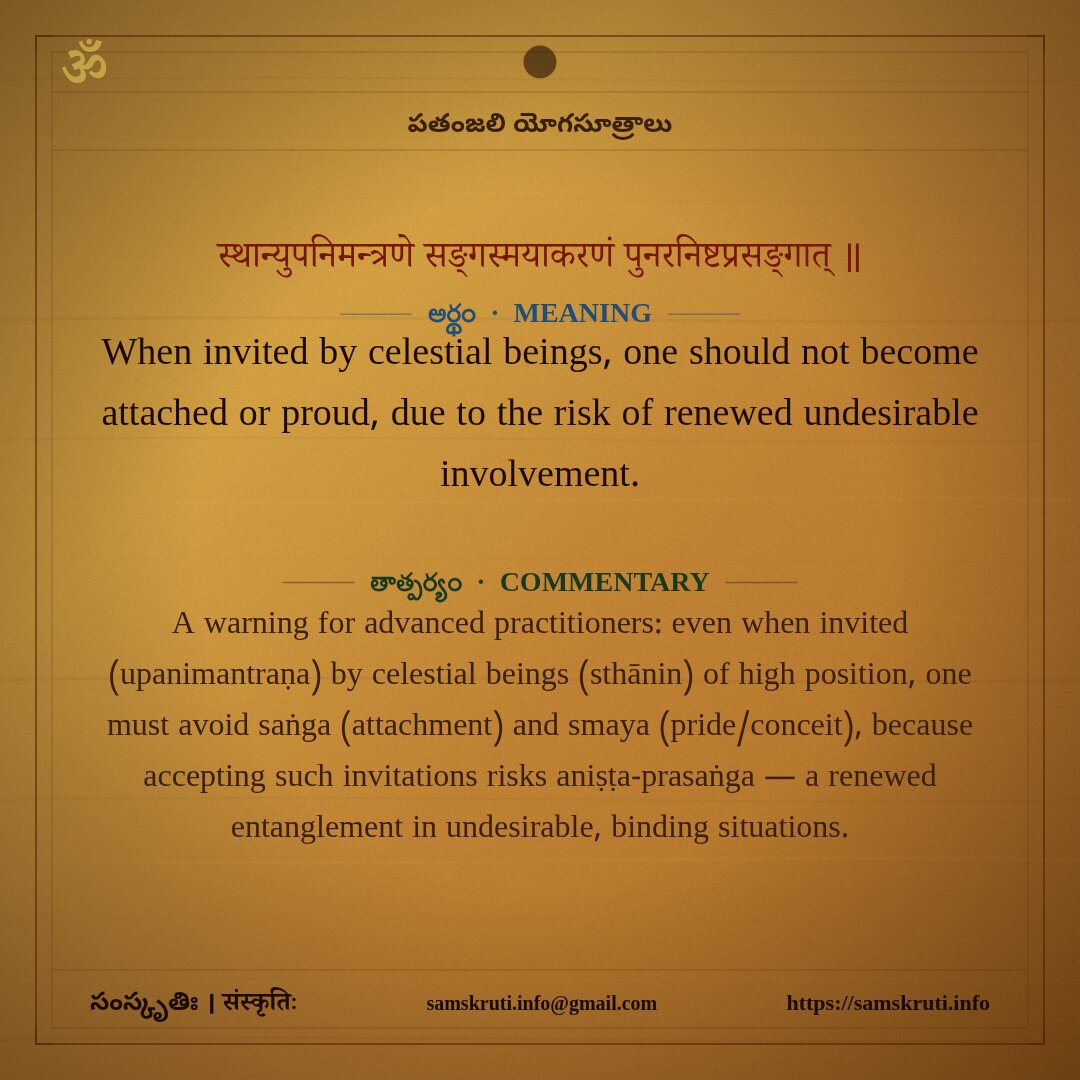 ॐ
పతంజలి యోగసూత్రాలు
स्थान्युपनिमन्त्रणे सङ्गस्मयाकरणं पुनरनिष्टप्रसङ्गात् ॥
అర్థం · MEANING
When invited by celestial beings, one should not become
attached or proud, due to the risk of renewed undesirable
involvement.
తాత్పర్యం · COMMENTARY
A warning for advanced practitioners: even when invited
(upanimantraṇa) by celestial beings (sthānin) of high position, one
must avoid saṅga (attachment) and smaya (pride/conceit), because
accepting such invitations risks aniṣṭa-prasaṅga — a renewed
entanglement in undesirable, binding situations.
సంస్కృతిః | संस्कृतिः samskruti.info@gmail.com https://samskruti.info